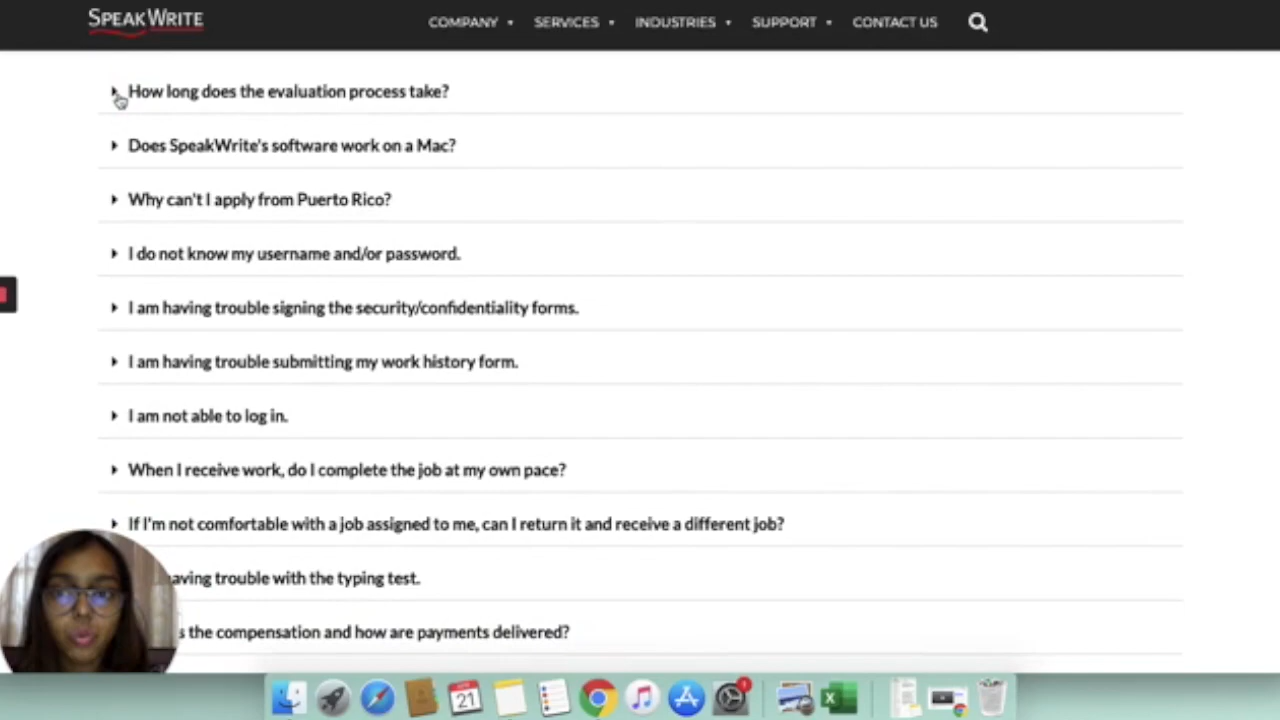 SPEAKWRITE
COMPANY SERVICES INDUSTRIES SUPPORT CONTACT US
How long does the evaluation process take?
Does SpeakWrite's software work on a Mac?
Why can't I apply from Puerto Rico?
I do not know my username and/or password.
I am having trouble signing the security/confidentiality forms.
I am having trouble submitting my work history form.
I am not able to log in.
When I receive work, do I complete the job at my own pace?
If I'm not comfortable with a job assigned to me, can I return it and receive a different job?
having trouble with the typing test.
the compensation and how are payments delivered?
21
1
X